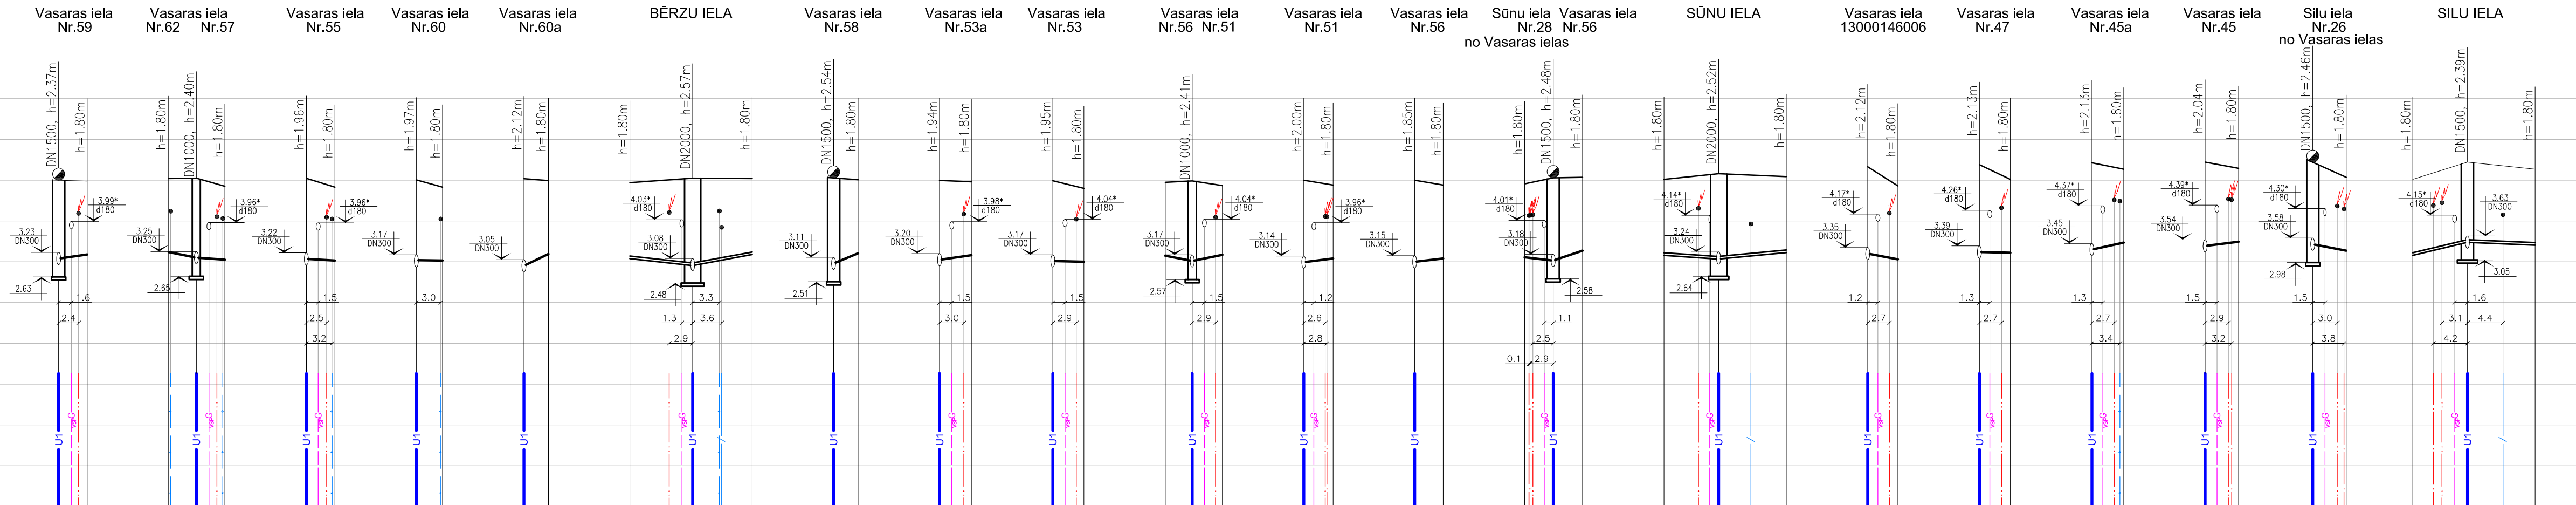 Vasaras iela
Nr.59
DN1500, h=2.37m
h=1.80m
3.99*
d180
3.23
DN300
2.63
1.6
2.4
U1
G
Vasaras iela
Nr.62 Nr.57
h=1.80m
DN1000, h=2.40m
h=1.80m
3.96*
d180
3.25
DN300
2.65
U1
G
Vasaras iela
Nr.55
h=1.96m
h=1.80m
3.96*
d180
3.22
DN300
1.5
2.5
3.2
U1
G
Vasaras iela
Nr.60
h=1.97m
h=1.80m
3.17
DN300
3.0
U1
Vasaras iela
Nr.60a
h=2.12m
h=1.80m
3.05
DN300
U1
BĒRZU IELA
h=1.80m
DN2000, h=2.57m
h=1.80m
4.03*
d180
3.08
DN300
2.48
3.3
1.3
3.6
2.9
U1
G
Vasaras iela
Nr.58
DN1500, h=2.54m
h=1.80m
3.11
DN300
2.51
U1
Vasaras iela
Nr.53a
h=1.94m
h=1.80m
3.98*
d180
3.20
DN300
1.5
3.0
U1
G
Vasaras iela
Nr.53
h=1.95m
h=1.80m
4.04*
d180
3.17
DN300
1.5
2.9
U1
G
Vasaras iela
Nr.56 Nr.51
DN1000, h=2.41m
4.04*
d180
3.17
DN300
2.57
1.5
2.9
U1
G
Vasaras iela
Nr.51
h=2.00m
h=1.80m
3.96*
d180
3.14
DN300
1.2
2.6
2.8
U1
G
Vasaras iela
Nr.56
h=1.85m
h=1.80m
3.15
DN300
U1
Sūnu iela Vasaras iela
Nr.28 Nr.56
no Vasaras ielas
h=1.80m
DN1500, h=2.48m
h=1.80m
4.01*
d180
3.18
DN300
2.58
1.1
2.5
0.1
2.9
U1
G
SŪNU IELA
h=1.80m
DN2000, h=2.52m
h=1.80m
4.14*
d180
3.24
DN300
2.64
U1
G
Vasaras iela
13000146006
h=2.12m
h=1.80m
4.17*
d180
3.35
DN300
1.2
2.7
U1
G
Vasaras iela
Nr.47
h=2.13m
h=1.80m
4.26*
d180
3.39
DN300
1.3
2.7
U1
G
Vasaras iela
Nr.45a
h=2.13m
h=1.80m
4.37*
d180
3.45
DN300
1.3
2.7
3.4
U1
G
Vasaras iela
Nr.45
h=2.04m
h=1.80m
4.39*
d180
3.54
DN300
1.5
2.9
3.2
U1
G
Silu iela
Nr.26
no Vasaras ielas
DN1500, h=2.46m
h=1.80m
4.30*
d180
3.58
DN300
2.98
1.5
3.0
3.8
U1
G
SILU IELA
h=1.80m
DN1500, h=2.39m
h=1.80m
4.15*
d180
3.63
DN300
3.05
1.6
3.1
4.4
4.2
U1
G